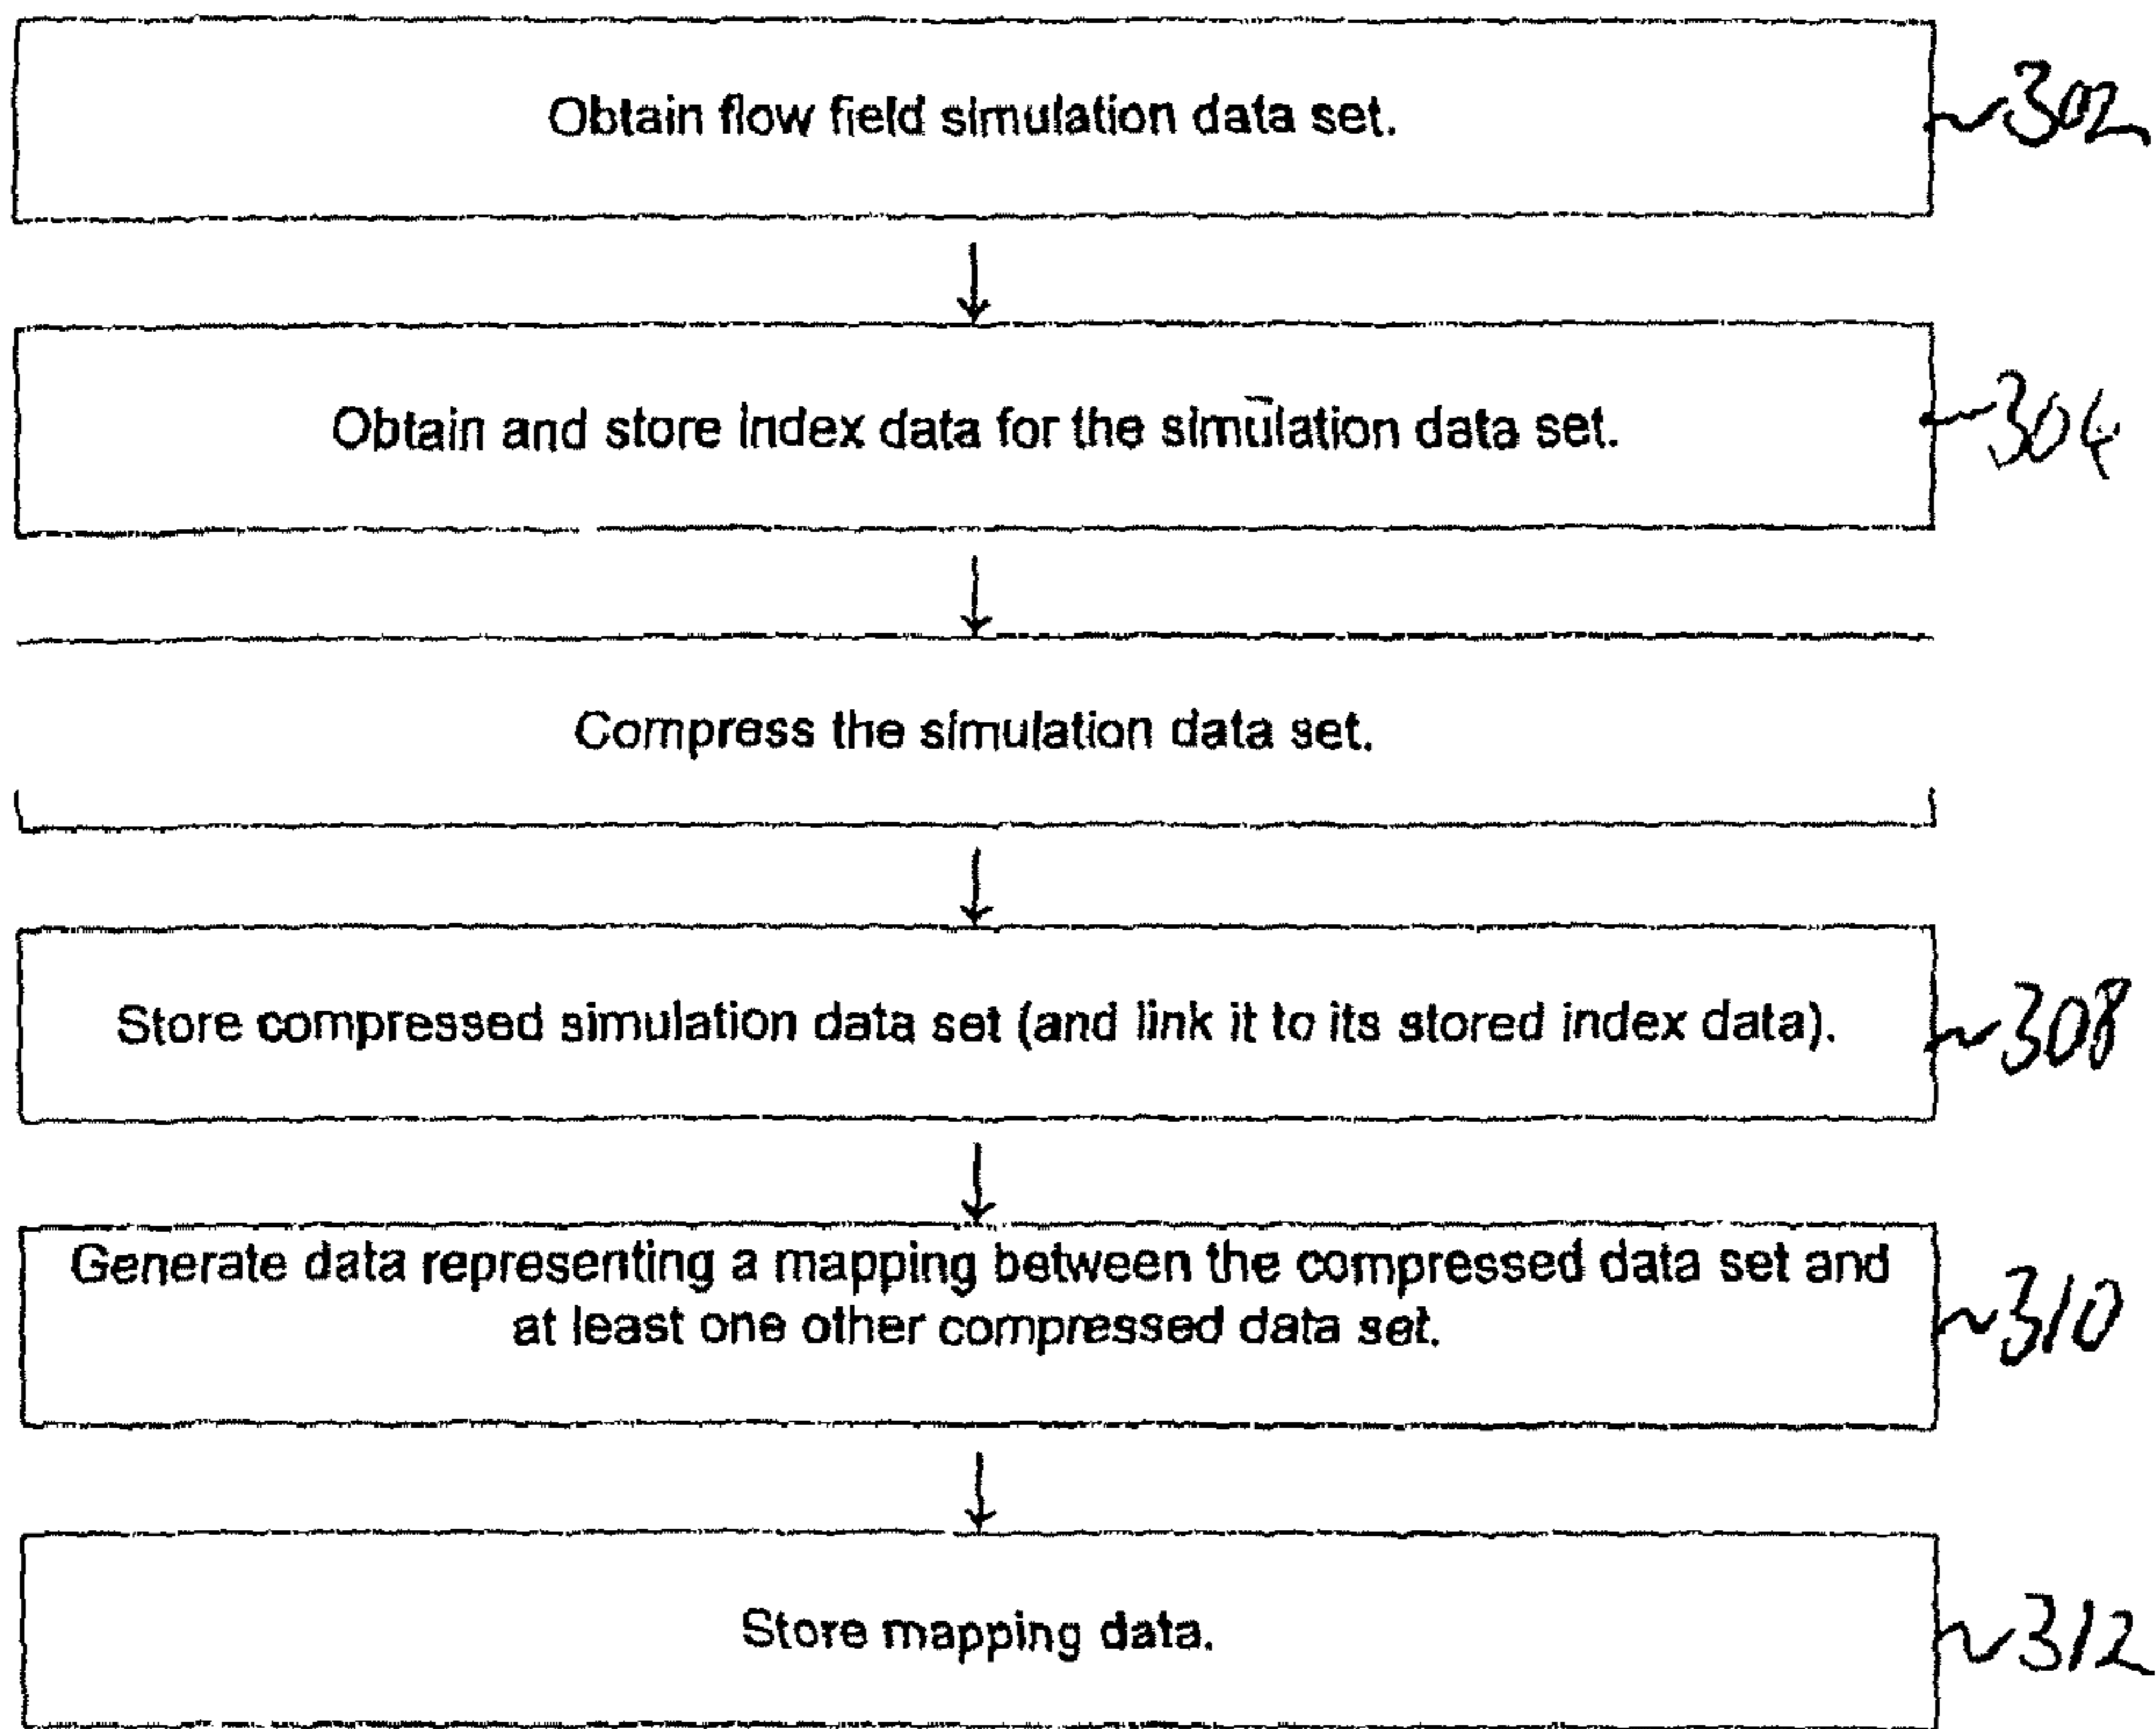 Obtain flow field simulation data set.
302
Obtain and store index data for the simulation data set.
304
Compress the simulation data set.
Store compressed simulation data set (and link it to its stored index data).
308
Generate data representing a mapping between the compressed data set and
at least one other compressed data set.
310
Store mapping data.
312